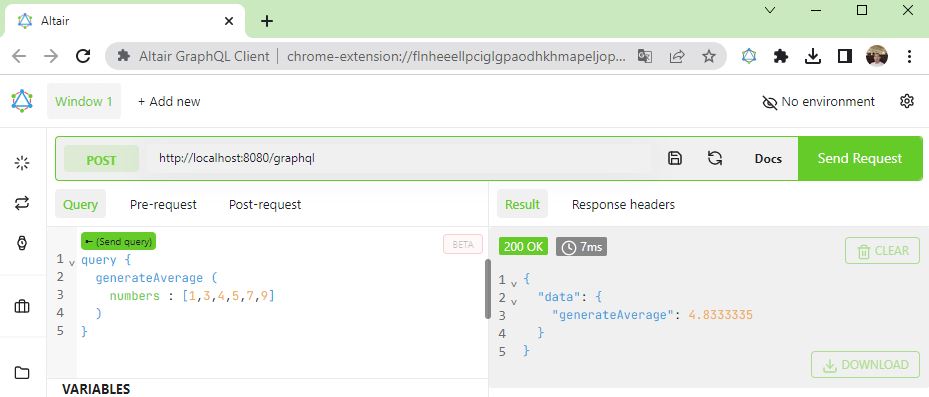 Altair
Altair GraphQL Client | chrome-extension://flnheeellpciglgpaodhkhmapeljop...
Window 1 + Add new No environment
POST http://localhost:8080/graphql Docs Send Request
Query Pre-request Post-request
Result Response headers
(Send query) BETA
1 query {
2 generateAverage (
3 numbers : [1,3,4,5,7,9]
4 )
5 }
VARIABLES
200 OK 7ms CLEAR
1 {
2 "data": {
3 "generateAverage": 4.8333335
4 }
5 }
DOWNLOAD